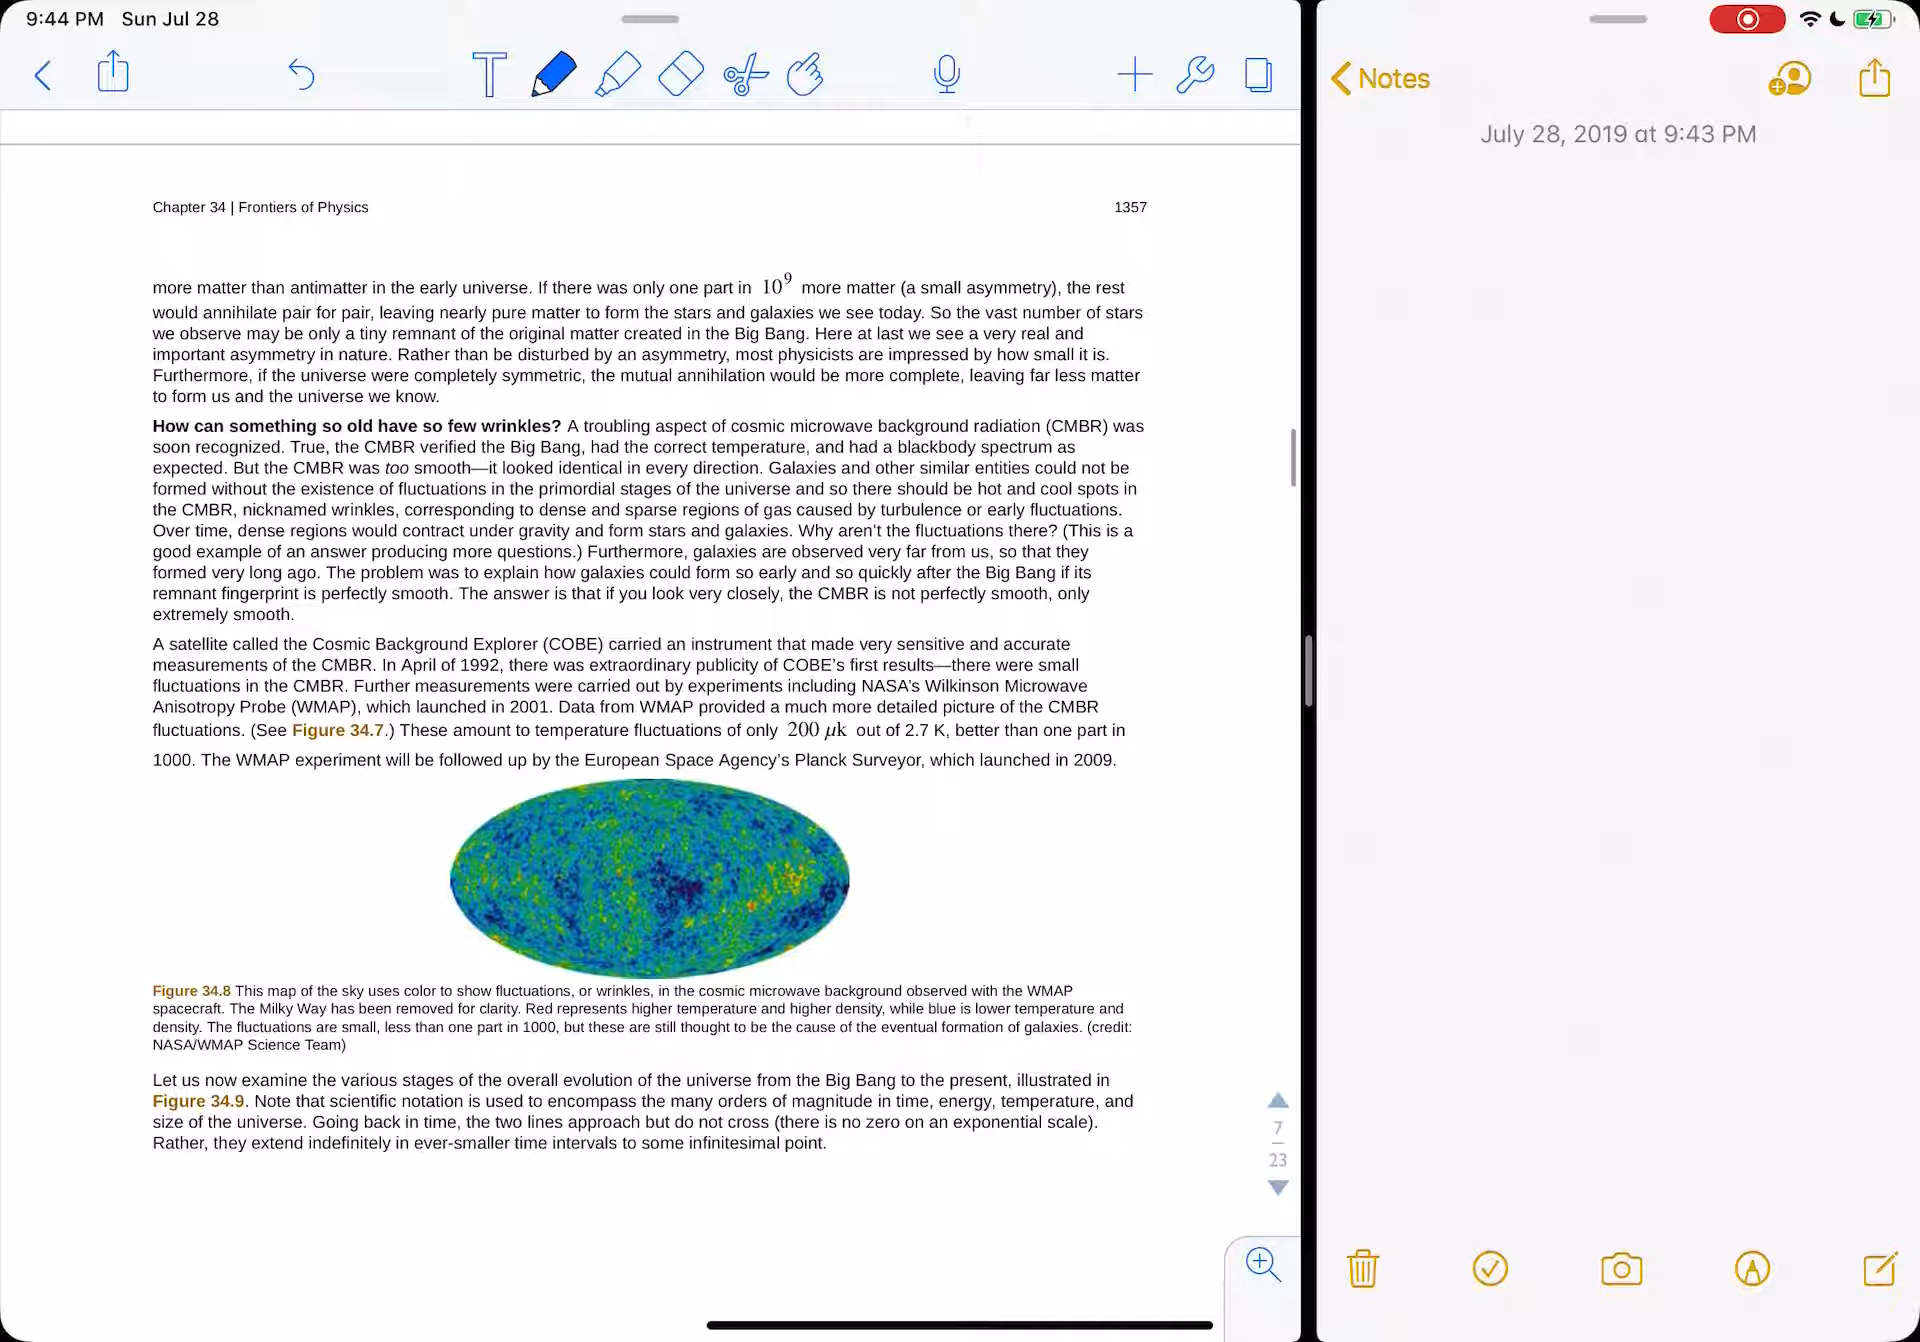 9:44 PM Sun Jul 28
Notes
July 28, 2019 at 9:43 PM
Chapter 34 | Frontiers of Physics 1357
more matter than antimatter in the early universe. If there was only one part in 10⁹ more matter (a small asymmetry), the rest
would annihilate pair for pair, leaving nearly pure matter to form the stars and galaxies we see today. So the vast number of stars
we observe may be only a tiny remnant of the original matter created in the Big Bang. Here at last we see a very real and
important asymmetry in nature. Rather than be disturbed by an asymmetry, most physicists are impressed by how small it is.
Furthermore, if the universe were completely symmetric, the mutual annihilation would be more complete, leaving far less matter
to form us and the universe we know.
How can something so old have so few wrinkles? A troubling aspect of cosmic microwave background radiation (CMBR) was
soon recognized. True, the CMBR verified the Big Bang, had the correct temperature, and had a blackbody spectrum as
expected. But the CMBR was too smooth—it looked identical in every direction. Galaxies and other similar entities could not be
formed without the existence of fluctuations in the primordial stages of the universe and so there should be hot and cool spots in
the CMBR, nicknamed wrinkles, corresponding to dense and sparse regions of gas caused by turbulence or early fluctuations.
Over time, dense regions would contract under gravity and form stars and galaxies. Why aren't the fluctuations there? (This is a
good example of an answer producing more questions.) Furthermore, galaxies are observed very far from us, so that they
formed very long ago. The problem was to explain how galaxies could form so early and so quickly after the Big Bang if its
remnant fingerprint is perfectly smooth. The answer is that if you look very closely, the CMBR is not perfectly smooth, only
extremely smooth.
A satellite called the Cosmic Background Explorer (COBE) carried an instrument that made very sensitive and accurate
measurements of the CMBR. In April of 1992, there was extraordinary publicity of COBE's first results—there were small
fluctuations in the CMBR. Further measurements were carried out by experiments including NASA's Wilkinson Microwave
Anisotropy Probe (WMAP), which launched in 2001. Data from WMAP provided a much more detailed picture of the CMBR
fluctuations. (See Figure 34.7.) These amount to temperature fluctuations of only 200 μk out of 2.7 K, better than one part in
1000. The WMAP experiment will be followed up by the European Space Agency's Planck Surveyor, which launched in 2009.
Figure 34.8 This map of the sky uses color to show fluctuations, or wrinkles, in the cosmic microwave background observed with the WMAP
spacecraft. The Milky Way has been removed for clarity. Red represents higher temperature and higher density, while blue is lower temperature and
density. The fluctuations are small, less than one part in 1000, but these are still thought to be the cause of the eventual formation of galaxies. (credit:
NASA/WMAP Science Team)
Let us now examine the various stages of the overall evolution of the universe from the Big Bang to the present, illustrated in
Figure 34.9. Note that scientific notation is used to encompass the many orders of magnitude in time, energy, temperature, and
size of the universe. Going back in time, the two lines approach but do not cross (there is no zero on an exponential scale).
Rather, they extend indefinitely in ever-smaller time intervals to some infinitesimal point.
7
23